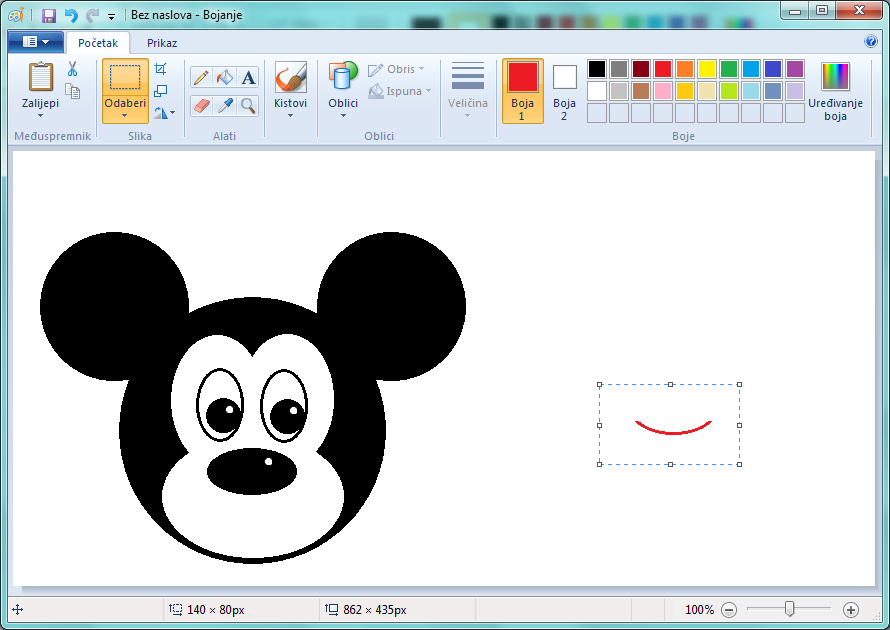 Bez naslova - Bojanje
Početak
Prikaz
Zalijepi
Međuspremnik
Odaberi
Slika
A
Alati
Kistovi
Oblici
Obris
Ispuna
Oblici
Veličina
Boja
1
Boja
2
Uređivanje
boja
Boje
140 × 80px
862 × 435px
100%